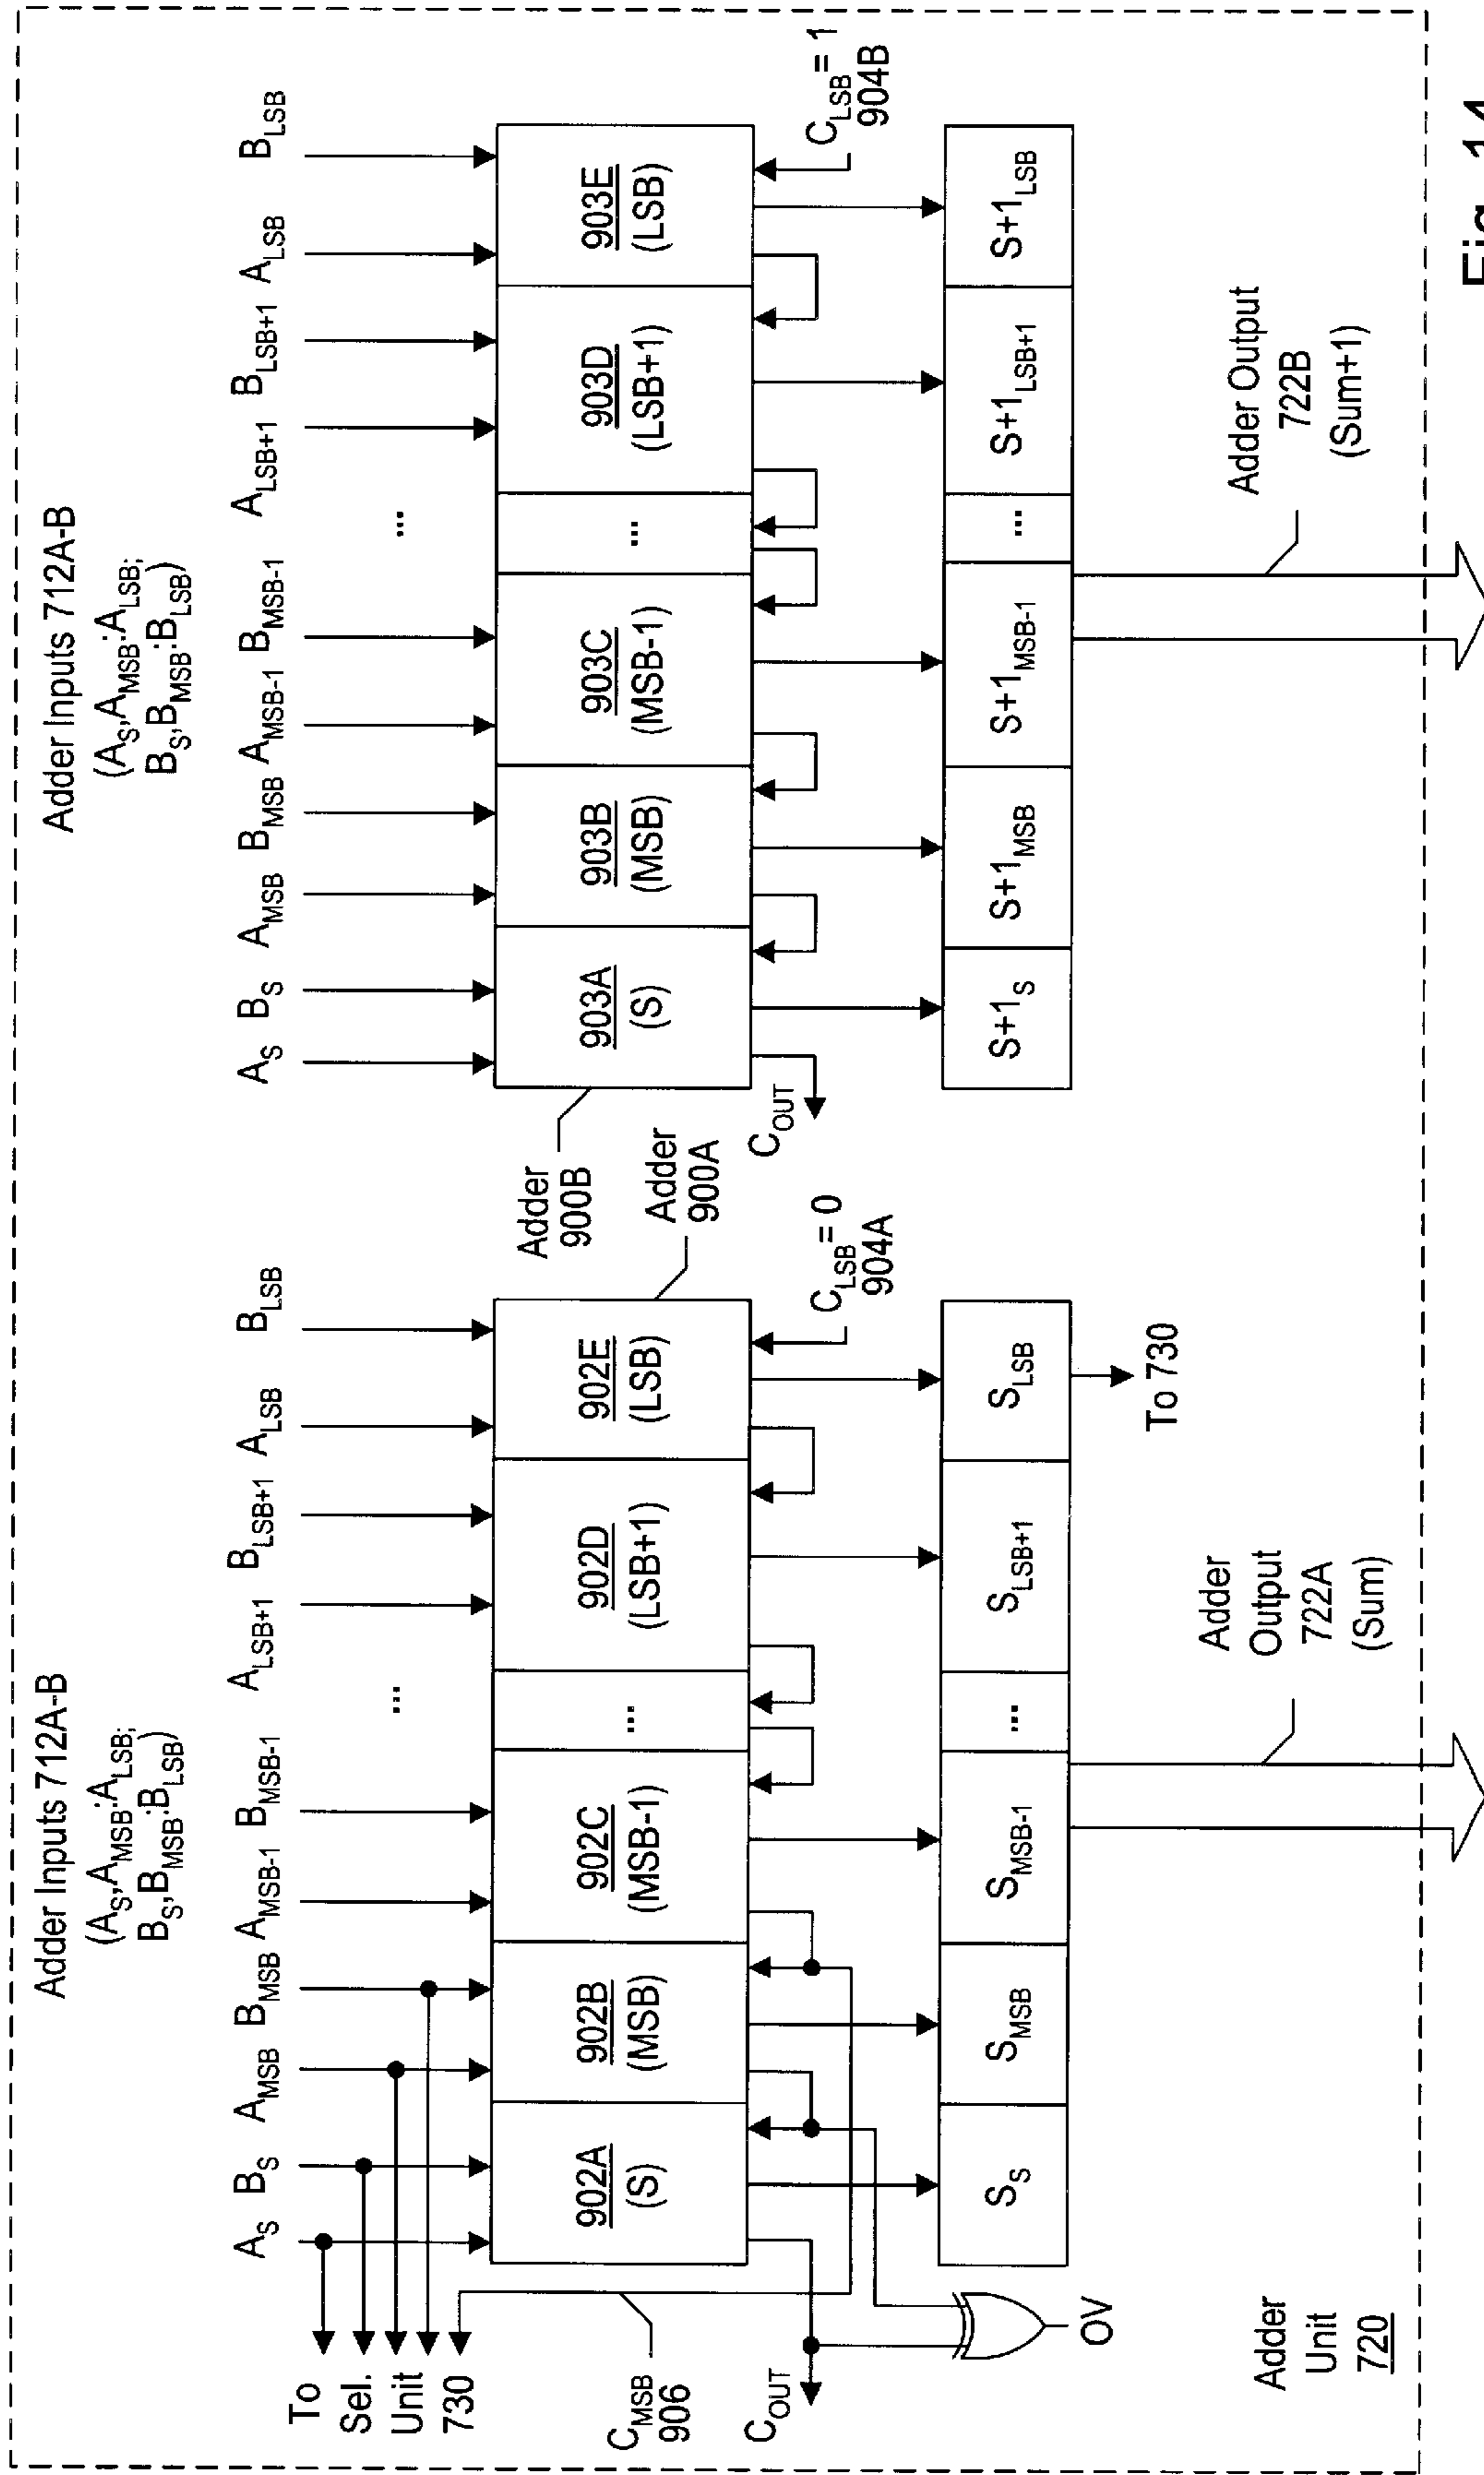 Adder Inputs 712A-B
(A_S,A_MSB:A_LSB;
B_S,B_MSB:B_LSB)
Adder Inputs 712A-B
(A_S,A_MSB:A_LSB;
B_S,B_MSB:B_LSB)
A_S B_S A_MSB B_MSB A_MSB-1 B_MSB-1 ... A_LSB+1 B_LSB+1 A_LSB B_LSB
A_S B_S A_MSB B_MSB A_MSB-1 B_MSB-1 ... A_LSB+1 B_LSB+1 A_LSB B_LSB
To
Sel.
Unit
730
902A 902B 902C ... 902D 902E
(S) (MSB) (MSB-1) (LSB+1) (LSB)
Adder
900B
Adder
900A
903A 903B 903C ... 903D 903E
(S) (MSB) (MSB-1) (LSB+1) (LSB)
C_MSB
906
C_OUT
C_LSB = 0
904A
C_OUT
C_LSB = 1
904B
S_S S_MSB S_MSB-1 ... S_LSB+1 S_LSB
S+1_S S+1_MSB S+1_MSB-1 ... S+1_LSB+1 S+1_LSB
OV
To 730
Adder
Unit
720
Adder
Output
722A
(Sum)
Adder Output
722B
(Sum+1)
Fig. 14